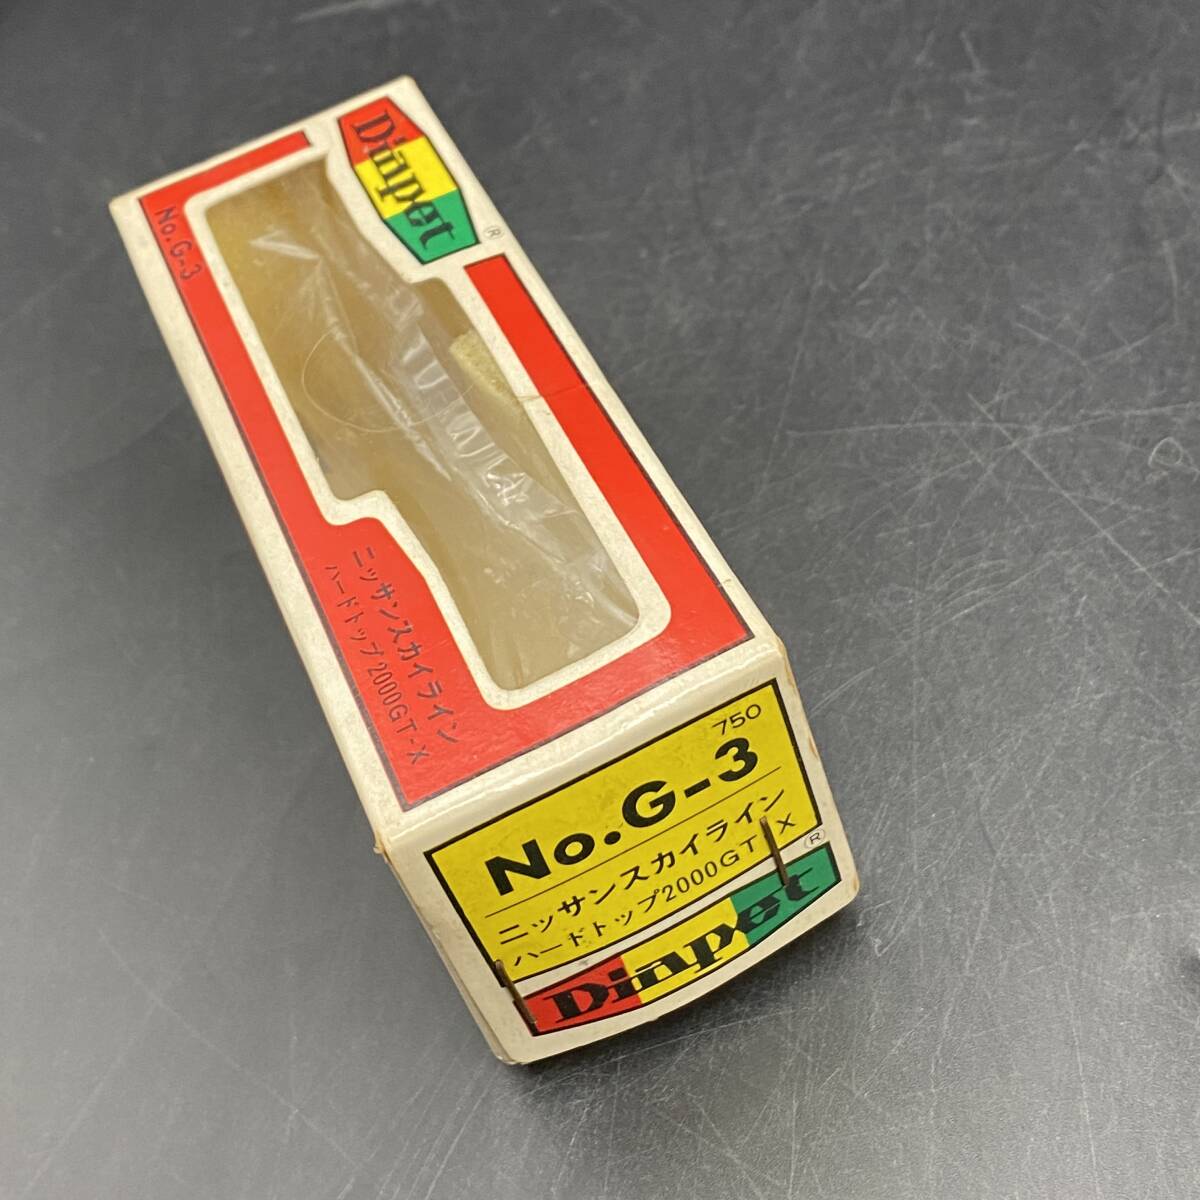 Diapet
®
No.G-3
ニッサンスカイライン
ハードトップ2000GT-X
750
No.G-3
ニッサンスカイライン
ハードトップ2000GT-X
®
Diapet